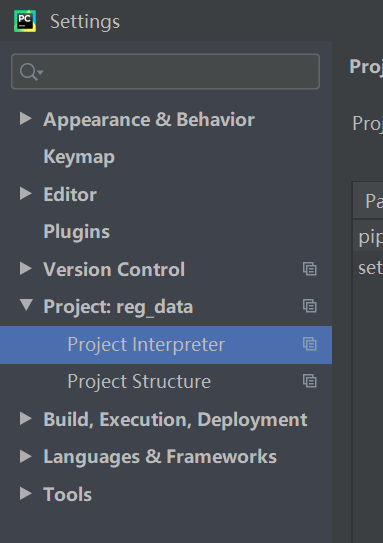 PC
Settings
Proj
Appearance & Behavior
Proj
Keymap
Editor
Pa
Plugins
pip
Version Control
set
Project: reg_data
Project Interpreter
Project Structure
Build, Execution, Deployment
Languages & Frameworks
Tools